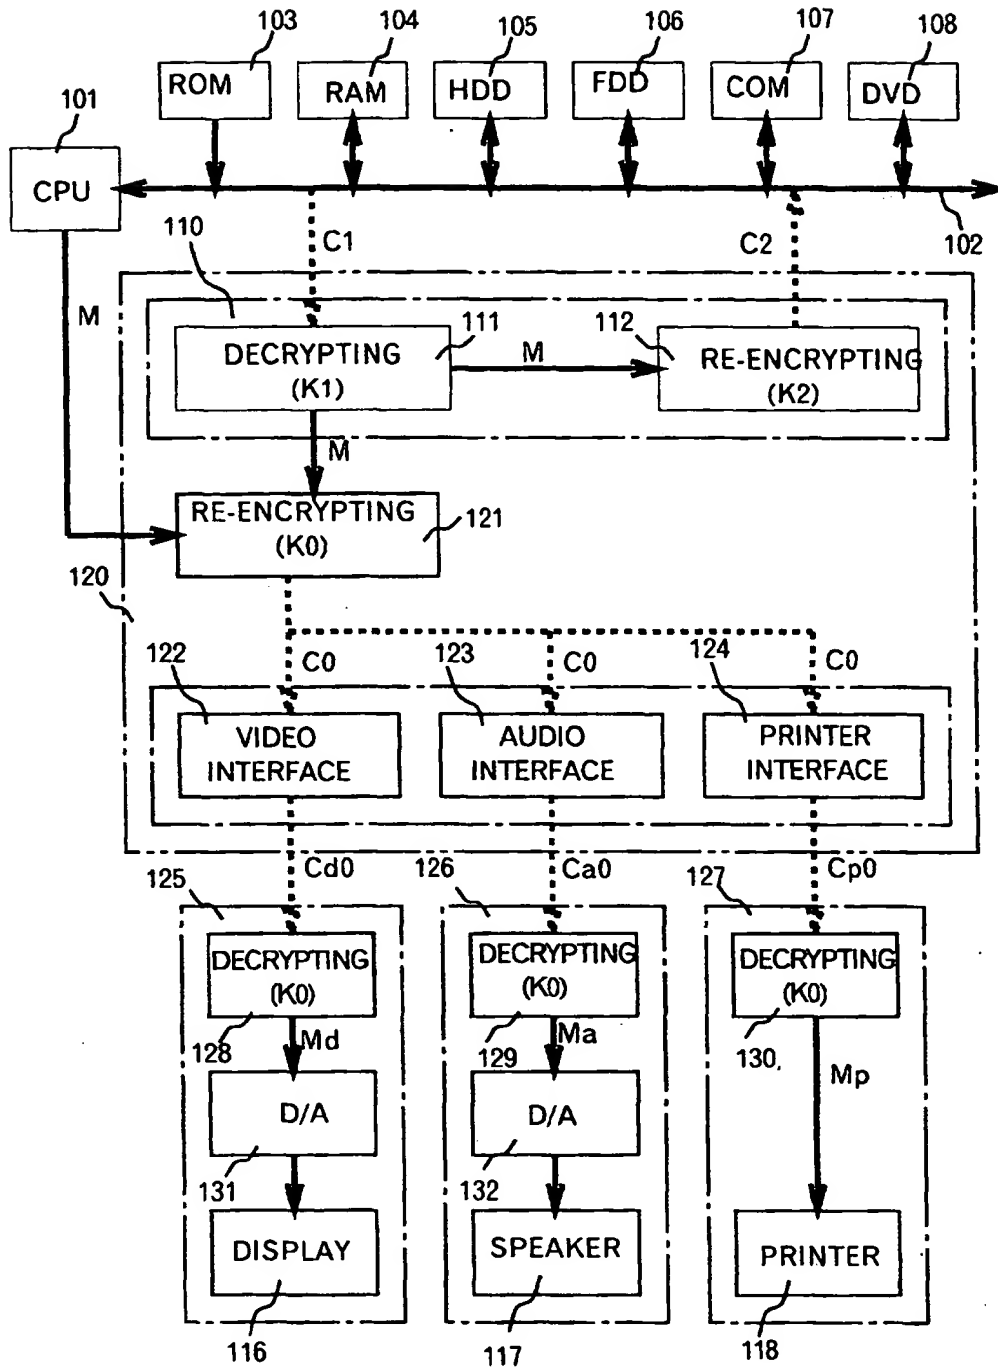 103
104
105
106
107
108
ROM
RAM
HDD
FDD
COM
DVD
101
CPU
102
110
C1
C2
M
111
112
DECRYPTING
(K1)
M
RE-ENCRYPTING
(K2)
M
RE-ENCRYPTING
(K0)
121
120
122
C0
123
C0
124
C0
VIDEO
INTERFACE
AUDIO
INTERFACE
PRINTER
INTERFACE
125
Cd0
126
Ca0
127
Cp0
DECRYPTING
(K0)
DECRYPTING
(K0)
DECRYPTING
(K0)
128
Md
129
Ma
130
Mp
D/A
D/A
131
132
DISPLAY
SPEAKER
PRINTER
116
117
118